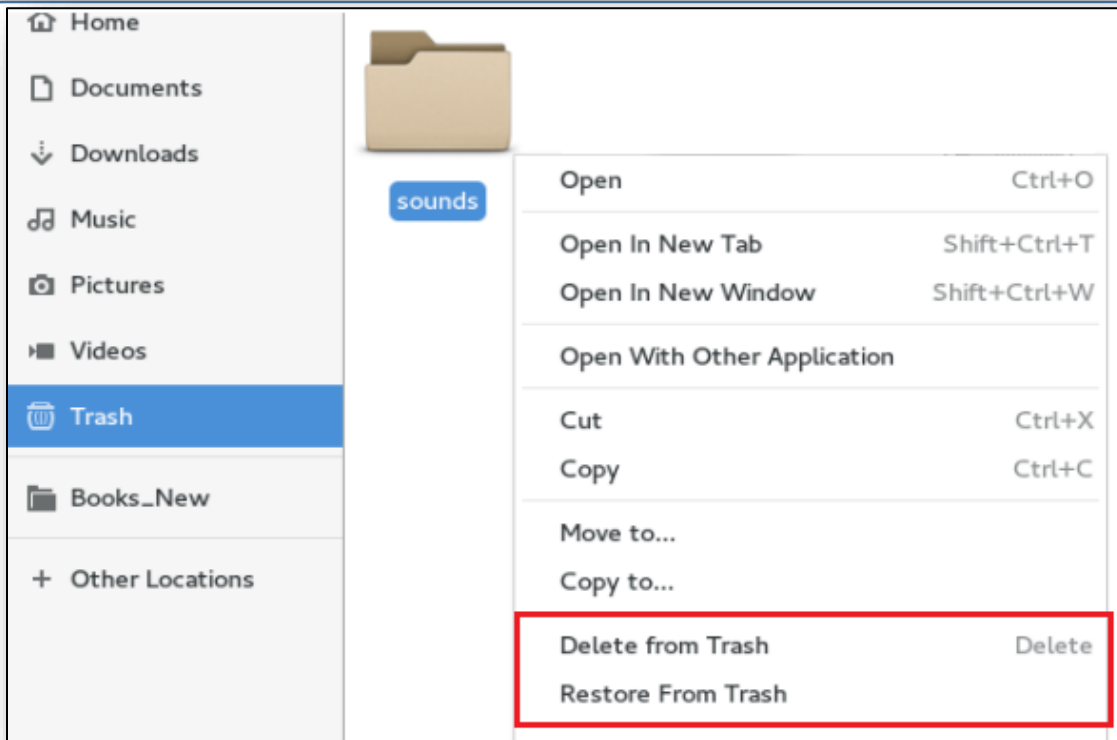 Home
Documents
Downloads
Music
Pictures
Videos
Trash
Books_New
+ Other Locations
sounds
Open Ctrl+O
Open In New Tab Shift+Ctrl+T
Open In New Window Shift+Ctrl+W
Open With Other Application
Cut Ctrl+X
Copy Ctrl+C
Move to...
Copy to...
Delete from Trash Delete
Restore From Trash